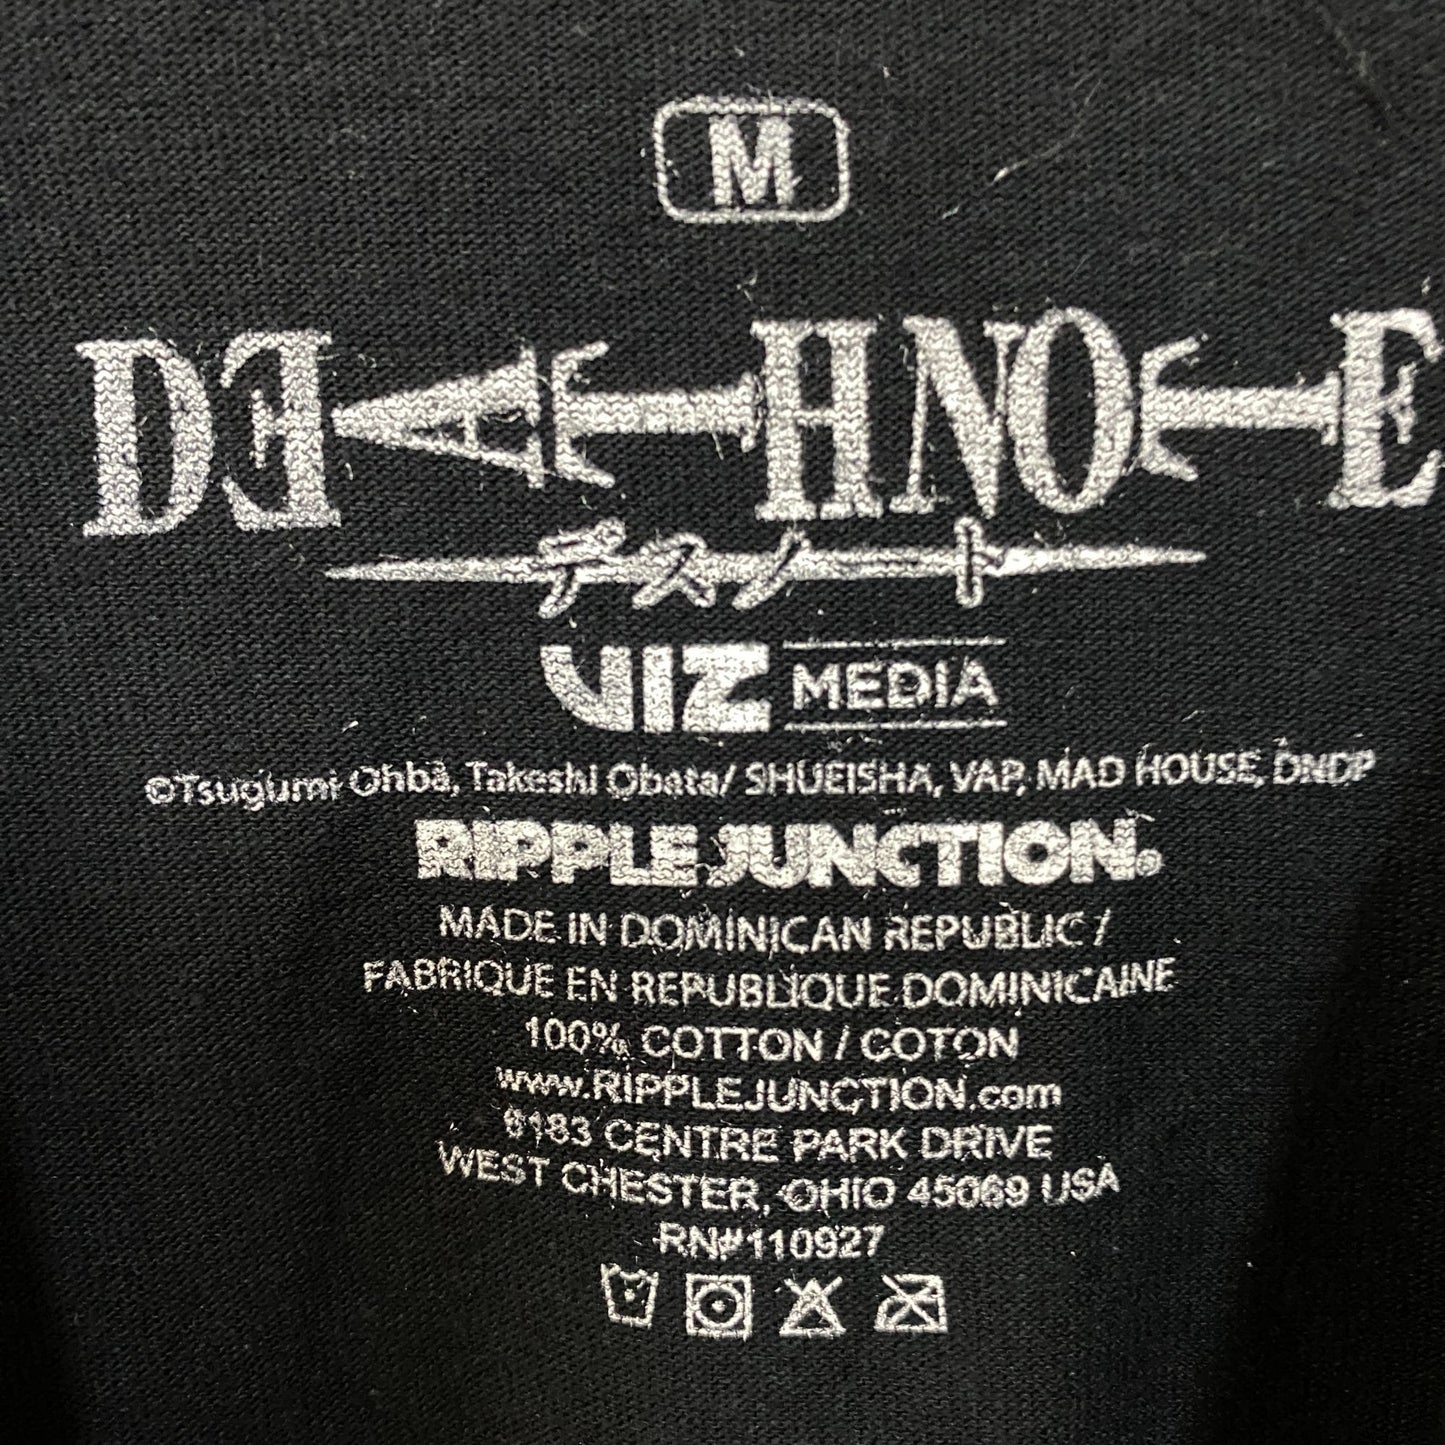 M
DEATH NOTE
デスノート
VIZ MEDIA
©Tsugumi Ohba, Takeshi Obata/ SHUEISHA, VAP, MAD HOUSE, DNDP
RIPPLE JUNCTION®
MADE IN DOMINICAN REPUBLIC /
FABRIQUE EN REPUBLIQUE DOMINICAINE
100% COTTON / COTON
www.RIPPLEJUNCTION.com
CENTRE PARK DRIVE
WEST CHESTER, OHIO 45069 USA
RN#110927